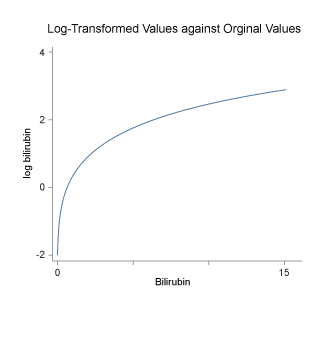 Log-Transformed Values against Orginal Values
4
2
0
-2
log bilirubin
0
15
Bilirubin